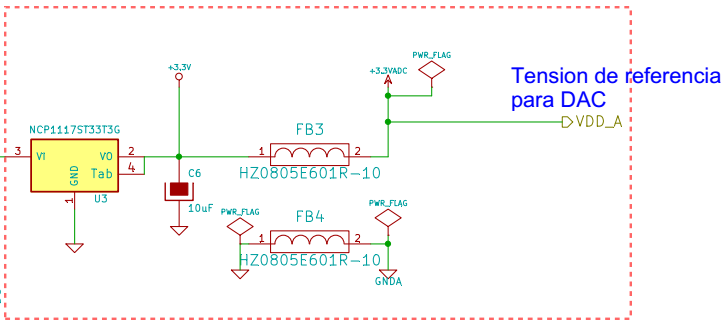 PWR_FLAG
+3.3V
+3.3VADC
Tension de referencia
para DAC
VDD_A
NCP1117ST33T3G
FB3
3
VI
VO
2
1
2
Tab
4
GND
C6
HZ0805E601R-10
1
U3
10uF
PWR_FLAG
FB4
PWR_FLAG
1
2
HZ0805E601R-10
GNDA